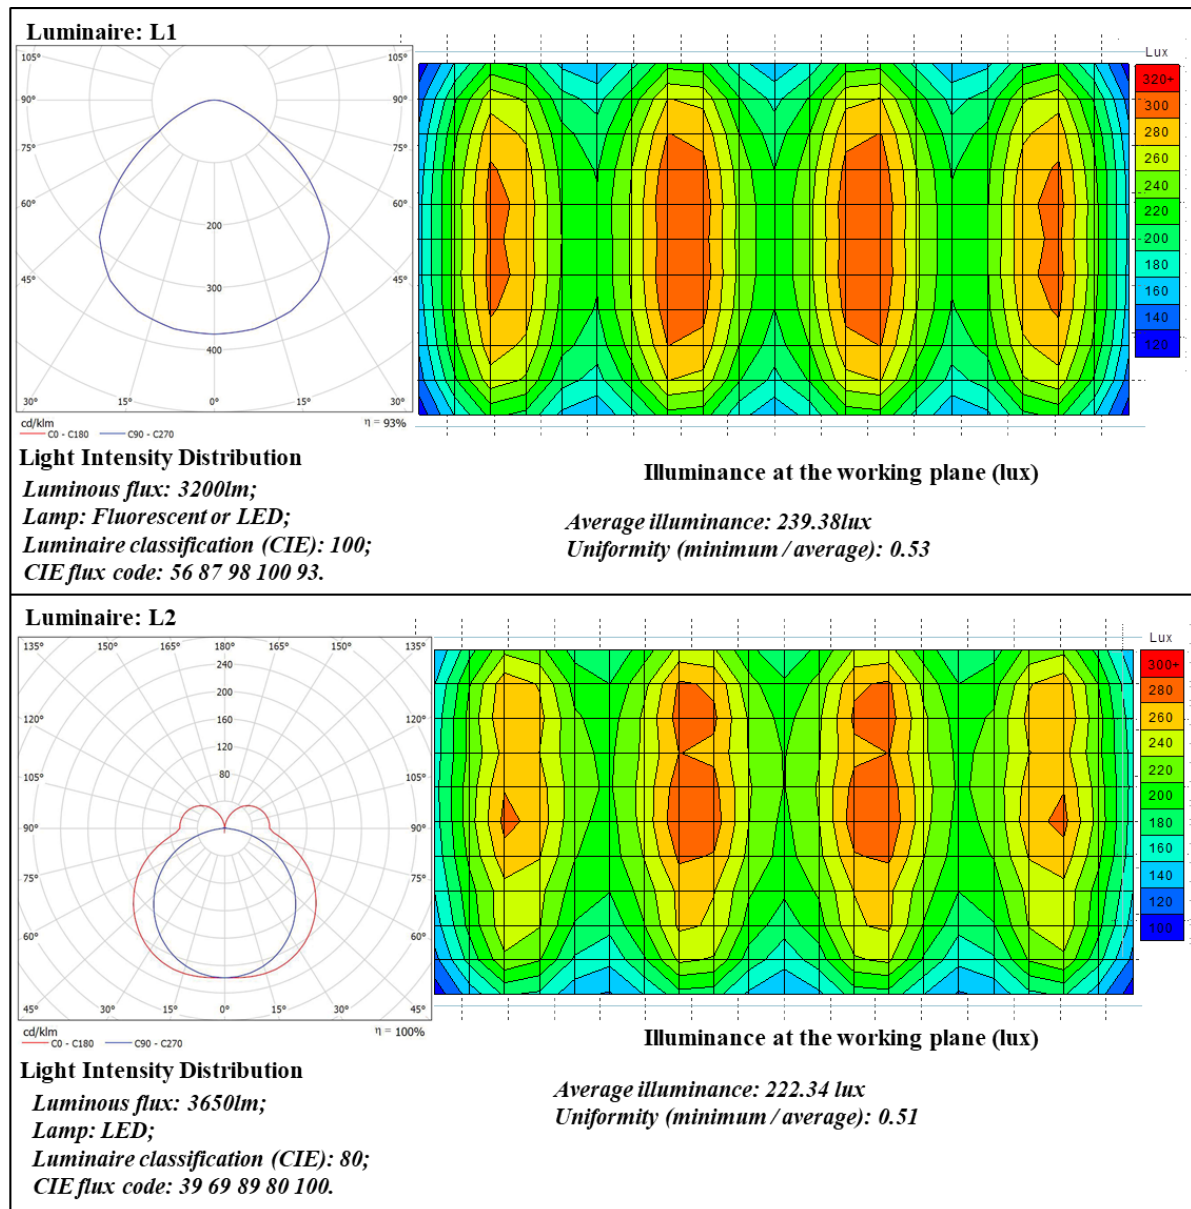 Luminaire: L1
105° 105°
90° 90°
75° 75°
60° 60°
45° 45°
200
300
400
30° 15° 0° 15° 30°
cd/klm
η = 93%
C0 - C180 C90 - C270
Lux
320+
300
280
260
240
220
200
180
160
140
120
Light Intensity Distribution
Luminous flux: 3200lm;
Lamp: Fluorescent or LED;
Luminaire classification (CIE): 100;
CIE flux code: 56 87 98 100 93.
Illuminance at the working plane (lux)
Average illuminance: 239.38lux
Uniformity (minimum / average): 0.53
Luminaire: L2
135° 150° 165° 180° 165° 150° 135°
240
200
160
120
80
120° 120°
105° 105°
90° 90°
75° 75°
60° 60°
45° 30° 15° 0° 15° 30° 45°
cd/klm
η = 100%
C0 - C180 C90 - C270
Lux
300+
280
260
240
220
200
180
160
140
120
100
Light Intensity Distribution
Luminous flux: 3650lm;
Lamp: LED;
Luminaire classification (CIE): 80;
CIE flux code: 39 69 89 80 100.
Illuminance at the working plane (lux)
Average illuminance: 222.34 lux
Uniformity (minimum / average): 0.51